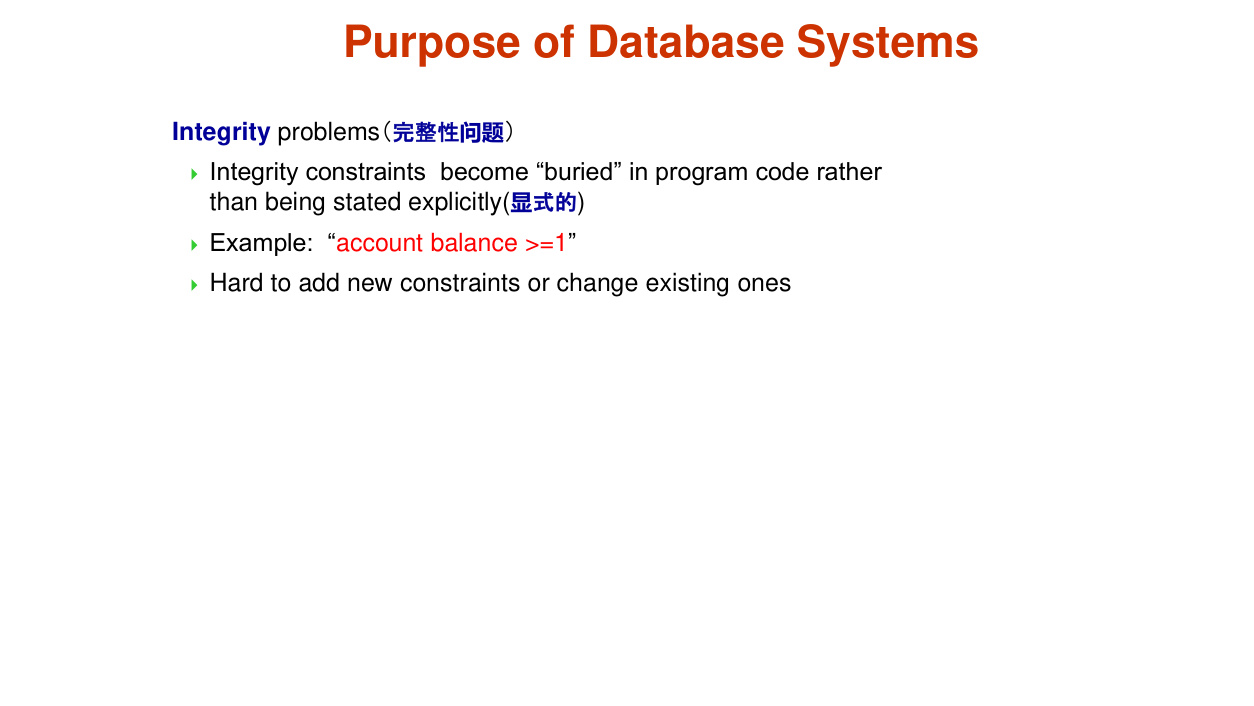 Purpose of Database Systems
Integrity problems（完整性问题）
Integrity constraints  become “buried” in program code rather
than being stated explicitly(显式的)
Example:  “account balance >=1”
Hard to add new constraints or change existing ones